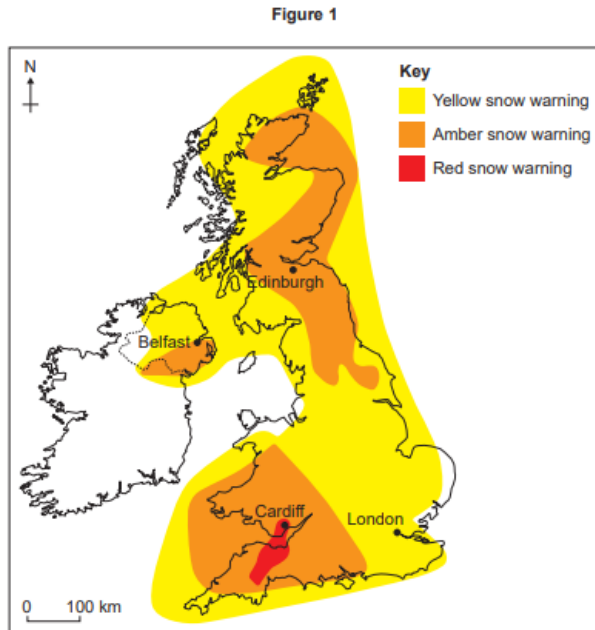 Figure 1
N
Key
Yellow snow warning
Amber snow warning
Red snow warning
Edinburgh
Belfast
Cardiff
London
0 100 km